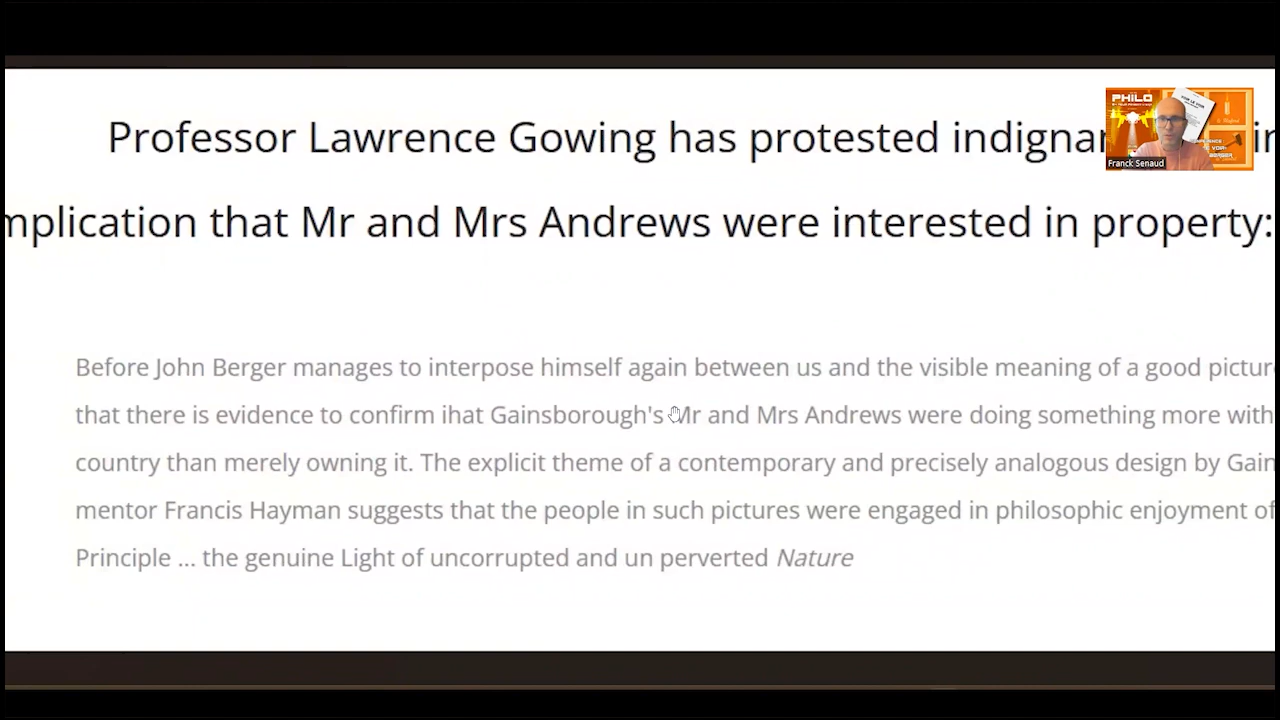 Professor Lawrence Gowing has protested
implication that Mr and Mrs Andrews were interested in property:
Before John Berger manages to interpose himself again between us and the visible meaning of a good
that there is evidence to confirm ihat Gainsborough's Mr and Mrs Andrews were doing something more with
country than merely owning it. The explicit theme of a contemporary and precisely analogous design by
mentor Francis Hayman suggests that the people in such pictures were engaged in philosophic enjoyment of
Principle ... the genuine Light of uncorrupted and un perverted Nature
PHILO
Franck Senaud